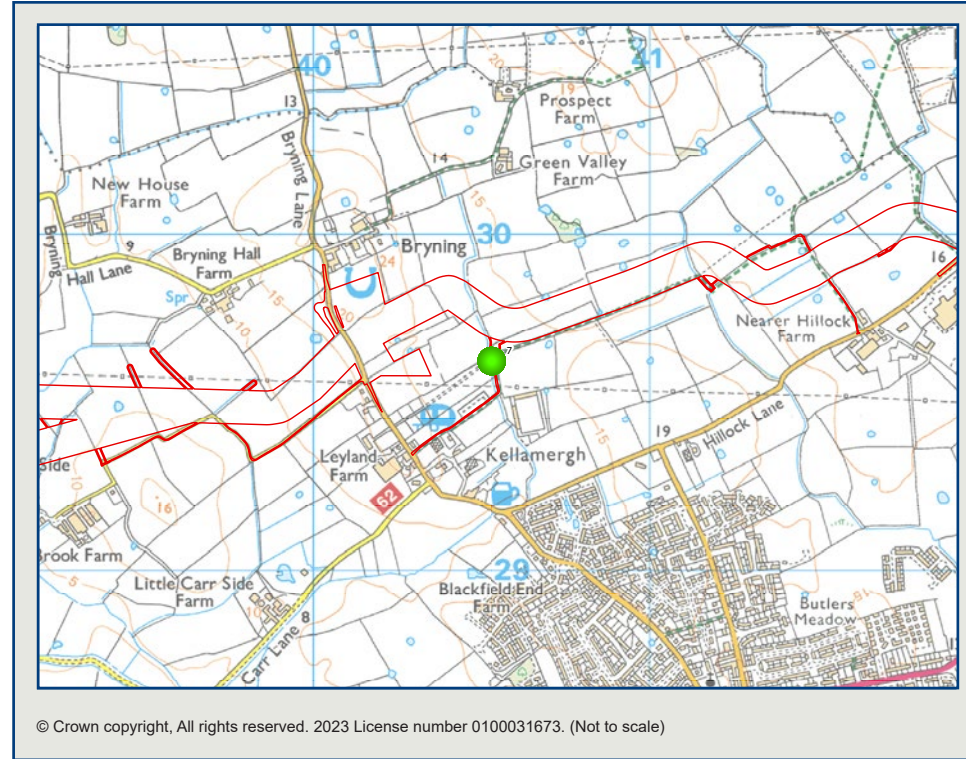 40
41
20
19
Prospect
Farm
13
Bryning Lane
14
Green Valley
Farm
15
New House
Farm
30
Bryning
24
9
Bryning
Hall Lane
Bryning Hall
Farm
15
Spr
10
20
16
Nearer Hillock
Farm
7
Side
10
16
Leyland
Farm
62
Kellamergh
15
19
Hillock Lane
Brook Farm
5
Little Carr Side
Farm
10
Carr Lane
8
29
Blackfield End
Farm
Butlers
Meadow
© Crown copyright, All rights reserved. 2023 License number 0100031673. (Not to scale)